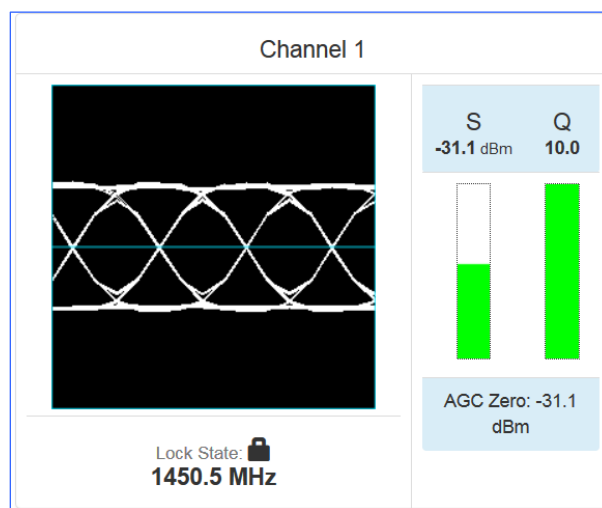 Channel 1
S Q
-31.1 dBm 10.0
AGC Zero: -31.1
dBm
Lock State:
1450.5 MHz